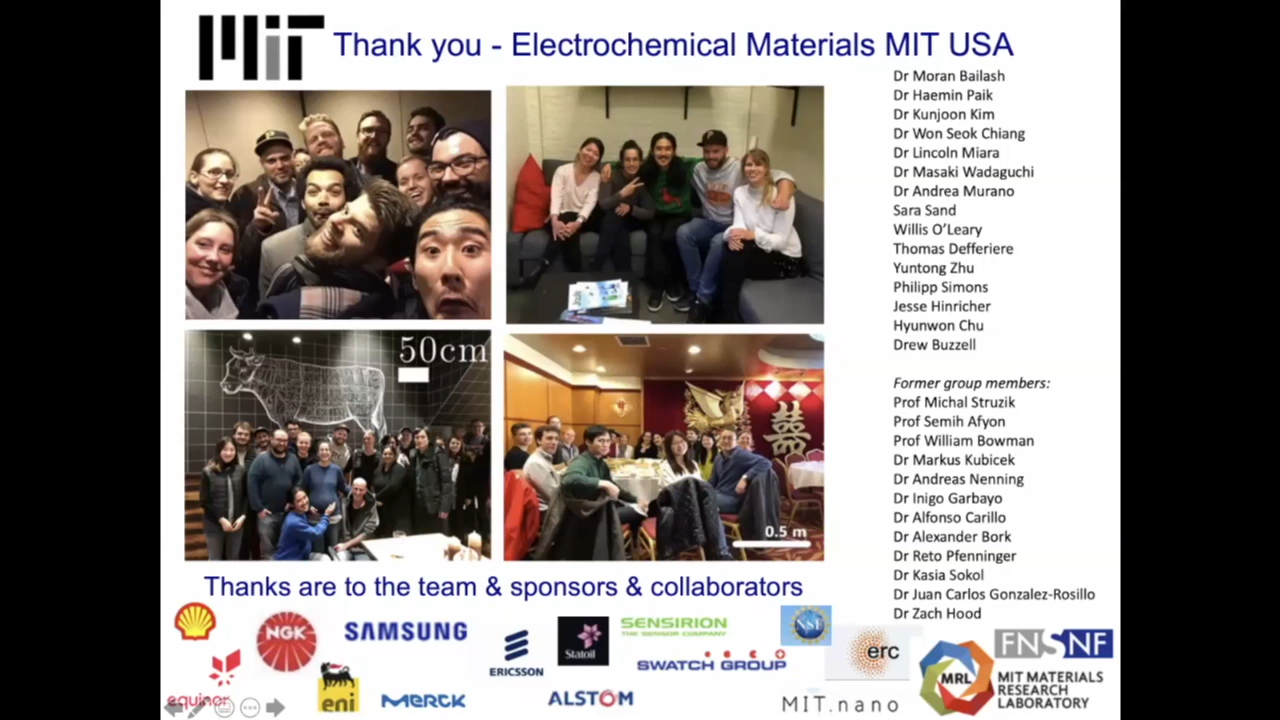 MIT
Thank you - Electrochemical Materials MIT USA
Dr Moran Bailash
Dr Haemin Paik
Dr Kunjoon Kim
Dr Won Seok Chiang
Dr Lincoln Miara
Dr Masaki Wadaguchi
Dr Andrea Murano
Sara Sand
Willis O'Leary
Thomas Defferiere
Yuntong Zhu
Philipp Simons
Jesse Hinricher
Hyunwon Chu
Drew Buzzell
Former group members:
Prof Michal Struzik
Prof Semih Afyon
Prof William Bowman
Dr Markus Kubicek
Dr Andreas Nenning
Dr Inigo Garbayo
Dr Alfonso Carillo
Dr Alexander Bork
Dr Reto Pfenninger
Dr Kasia Sokol
Dr Juan Carlos Gonzalez-Rosillo
Dr Zach Hood
50cm
囍
0.5 m
Thanks are to the team & sponsors & collaborators
NGK
SAMSUNG
ERICSSON
Statoil
SENSIRION
THE SENSOR COMPANY
SWATCH GROUP
NSF
erc
FNSNF
equinor
eni
MERCK
ALSTOM
MIT.nano
MRL
MIT MATERIALS
RESEARCH
LABORATORY